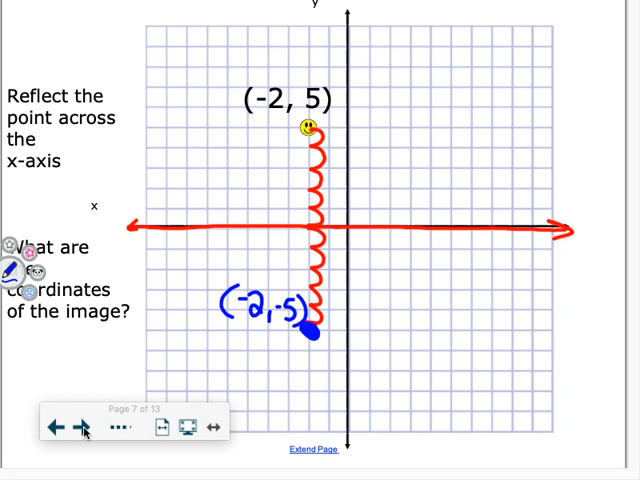 y
(-2, 5)
Reflect the
point across
the
x-axis
x
What are
the
coordinates
of the image?
(-2,-5)
Page 7 of 13
Extend Page